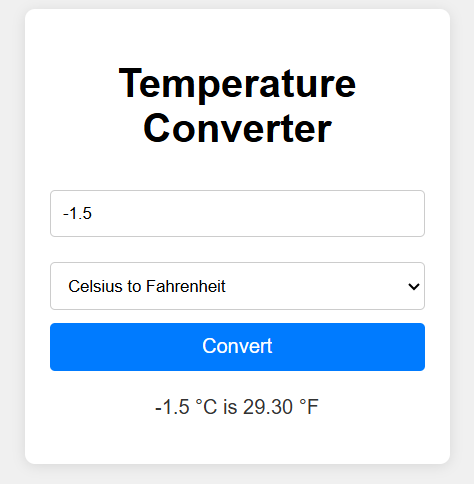 Temperature
Converter
-1.5
Celsius to Fahrenheit
Convert
-1.5 °C is 29.30 °F